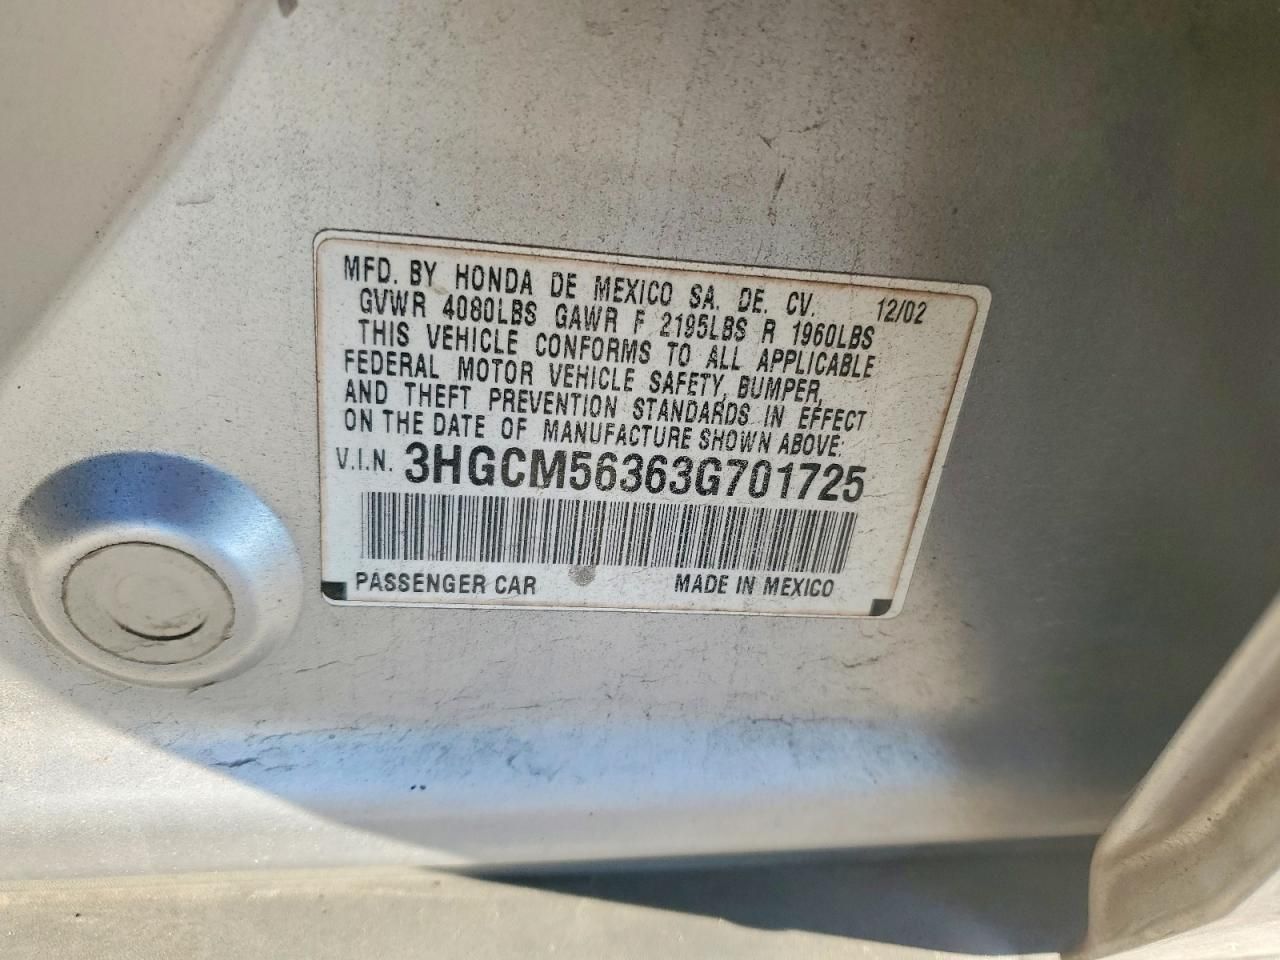 MFD. BY HONDA DE MEXICO SA. DE. CV. 12/02
GVWR 4080LBS GAWR F 2195LBS R 1960LBS
THIS VEHICLE CONFORMS TO ALL APPLICABLE
FEDERAL MOTOR VEHICLE SAFETY, BUMPER,
AND THEFT PREVENTION STANDARDS IN EFFECT
ON THE DATE OF MANUFACTURE SHOWN ABOVE:
V.I.N. 3HGCM56363G701725
PASSENGER CAR MADE IN MEXICO